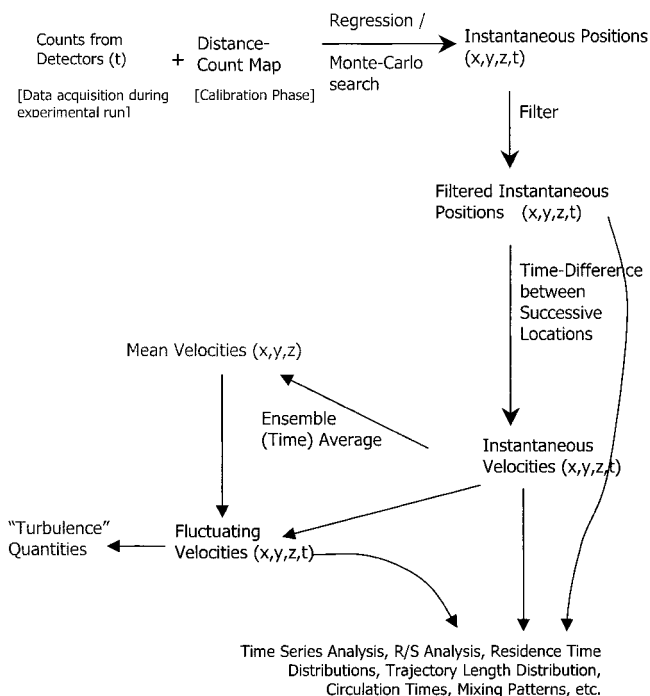 Counts from
Detectors (t)
+
Distance-
Count Map
[Data acquisition during
experimental run]
[Calibration Phase]
Regression /
Monte-Carlo
search
Instantaneous Positions
(x,y,z,t)
Filter
Filtered Instantaneous
Positions (x,y,z,t)
Time-Difference
between
Successive
Locations
Mean Velocities (x,y,z)
Ensemble
(Time) Average
Instantaneous
Velocities (x,y,z,t)
"Turbulence"
Quantities
Fluctuating
Velocities (x,y,z,t)
Time Series Analysis, R/S Analysis, Residence Time
Distributions, Trajectory Length Distribution,
Circulation Times, Mixing Patterns, etc.